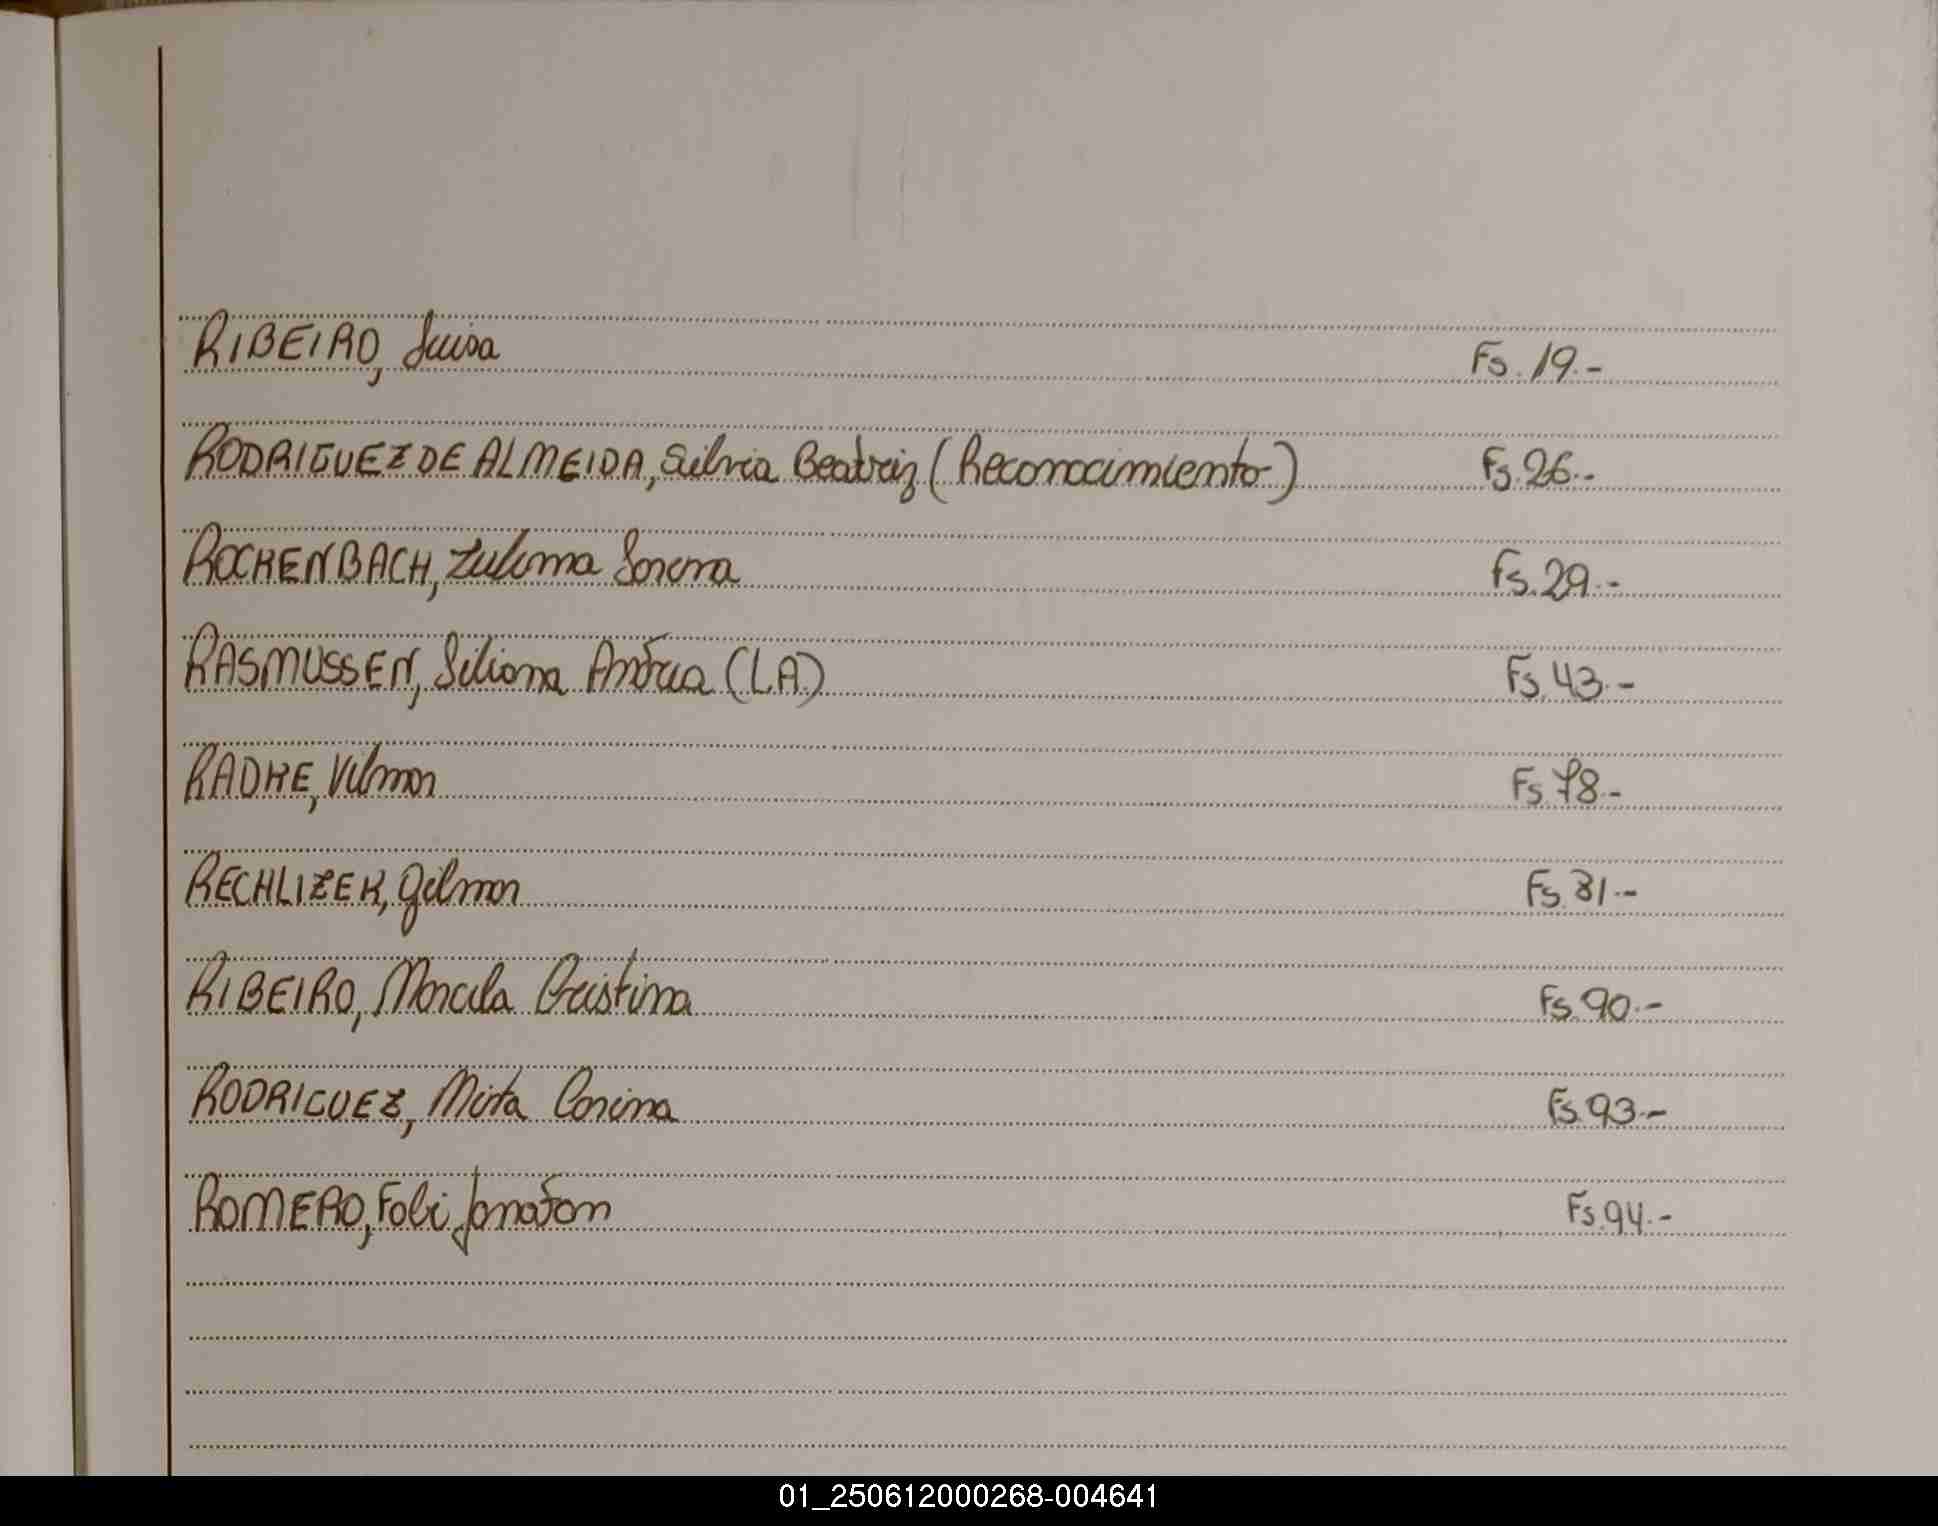 RIBEIRO, Luisa Fs. 19.-
RODRIGUEZ DE ALMEIDA, Silvia Beatriz (Reconocimiento) Fs. 26.-
ROCKENBACH, Zulema Lorena Fs. 29.-
RASMUSSEN, Liliana Andrea (L.A) Fs. 43.-
RADKE, Vilmar Fs. 78.-
RECHLIZER, Gilmar Fs. 81.-
RIBEIRO, Marcela Cristina Fs. 90.-
RODRIGUEZ, Mirta Carina Fs. 93.-
ROMERO, Fabi Jonatan Fs. 94.-
01_250612000268-004641